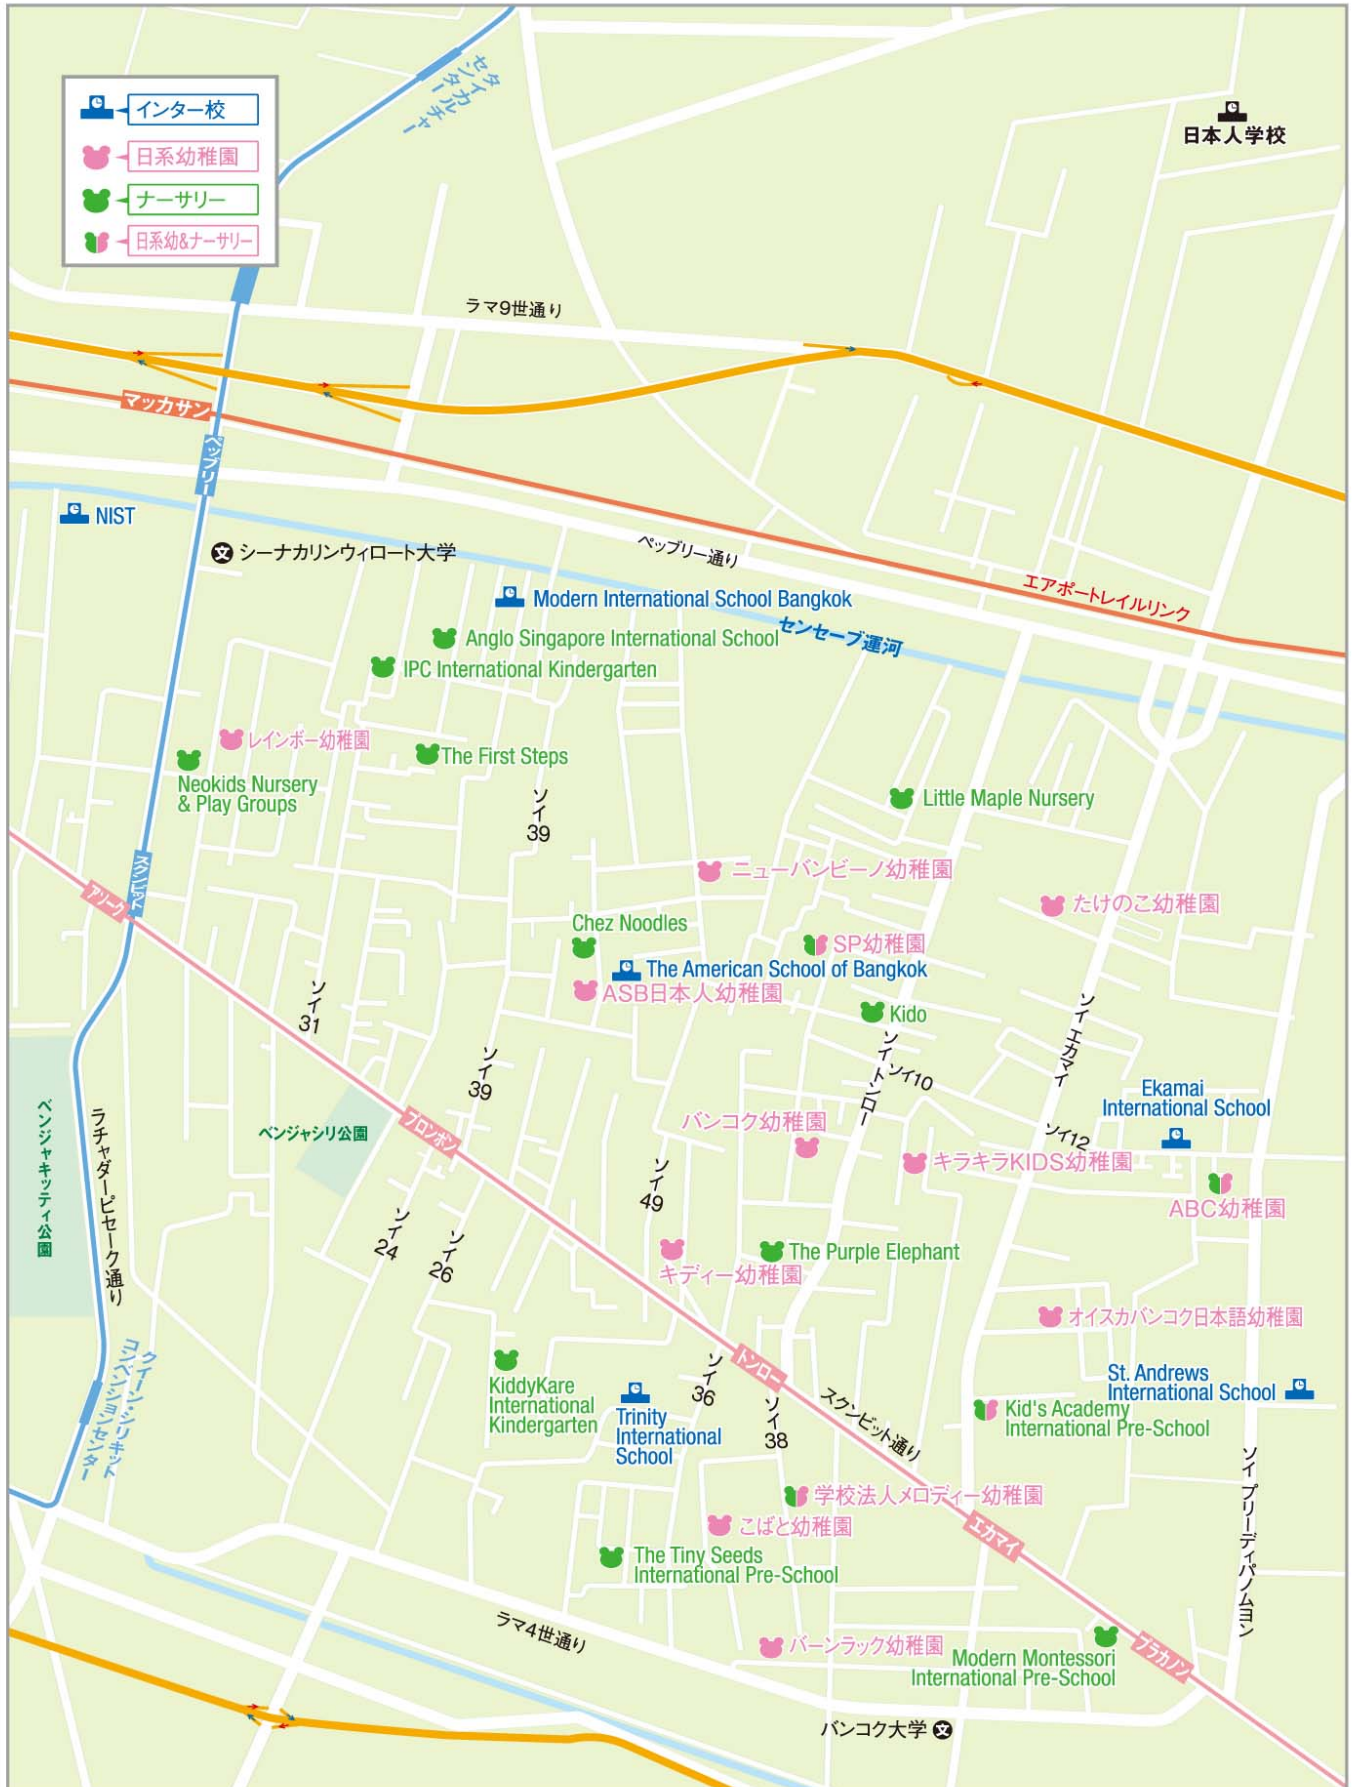 タイカルチャー
センター
インター校
日系幼稚園
ナーサリー
日系幼&ナーサリー
日本人学校
ラマ9世通り
マッカサン
ペップリー
NIST
シーナカリンウィロート大学
文
ペップリー通り
エアポートレイルリンク
Modern International School Bangkok
センセーブ運河
Anglo Singapore International School
IPC International Kindergarten
レインボー幼稚園
The First Steps
Neokids Nursery
& Play Groups
ソイ
39
Little Maple Nursery
スクンビット
アソーク
ニューバンビーノ幼稚園
たけのこ幼稚園
Chez Noodles
SP幼稚園
The American School of Bangkok
ASB日本人幼稚園
Kido
ソイ
31
ソイ エカマイ
ソイ
39
ソイ トンロー
ソイ10
Ekamai
International School
ベンジャキッティ公園
ラチャダーピセーク通り
ベンジャシリ公園
プロンポン
バンコク幼稚園
ソイ12
キラキラKIDS幼稚園
ABC幼稚園
ソイ
49
ソイ
24
ソイ
26
キディー幼稚園
The Purple Elephant
オイスカバンコク日本語幼稚園
クイーン・シリキット
コンベンションセンター
KiddyKare
International
Kindergarten
Trinity
International
School
ソイ
36
トンロー
ソイ
38
スクンビット通り
St. Andrews
International School
Kid's Academy
International Pre-School
ソイ プリーディパノムヨン
学校法人メロディー幼稚園
こばと幼稚園
エカマイ
The Tiny Seeds
International Pre-School
ラマ4世通り
バーンラック幼稚園
Modern Montessori
International Pre-School
プラカノン
バンコク大学
文